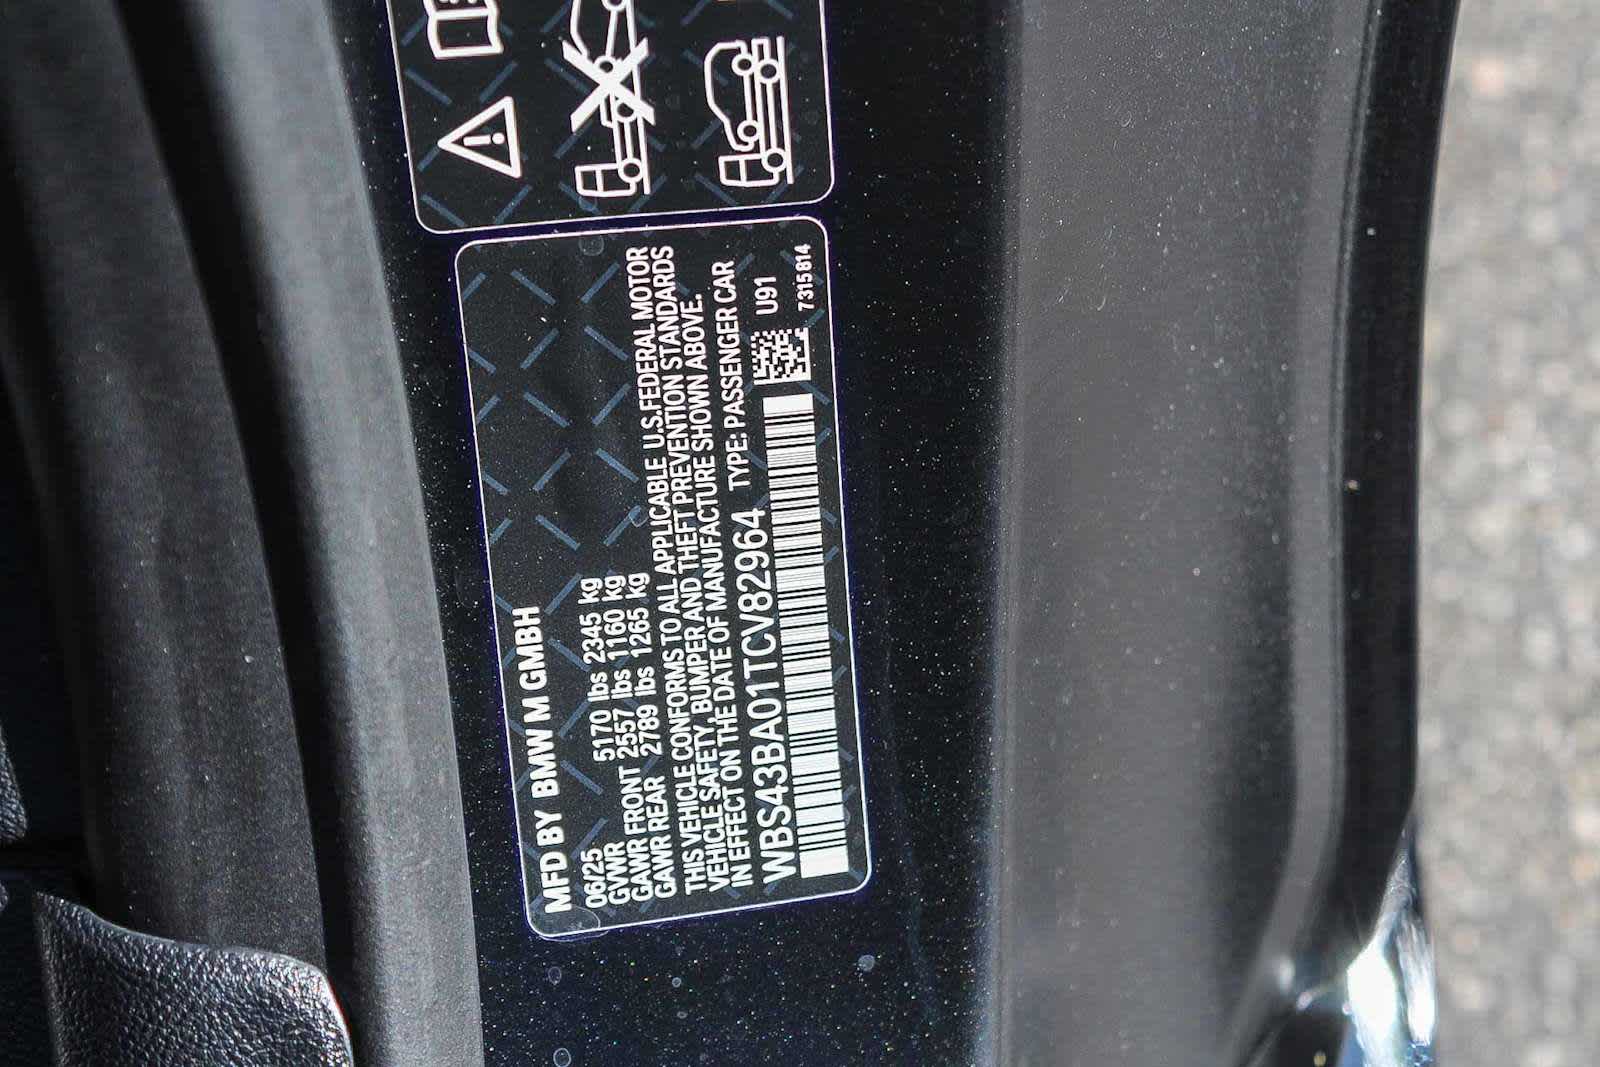 MFD BY BMW M GMBH
06/25
GVWR 5170 lbs 2345 kg
GAWR FRONT 2557 lbs 1160 kg
GAWR REAR 2789 lbs 1265 kg
THIS VEHICLE CONFORMS TO ALL APPLICABLE U.S.FEDERAL MOTOR
VEHICLE SAFETY, BUMPER AND THEFT PREVENTION STANDARDS
IN EFFECT ON THE DATE OF MANUFACTURE SHOWN ABOVE.
WBS43BA01TCV82964 TYPE: PASSENGER CAR
U91
7315814